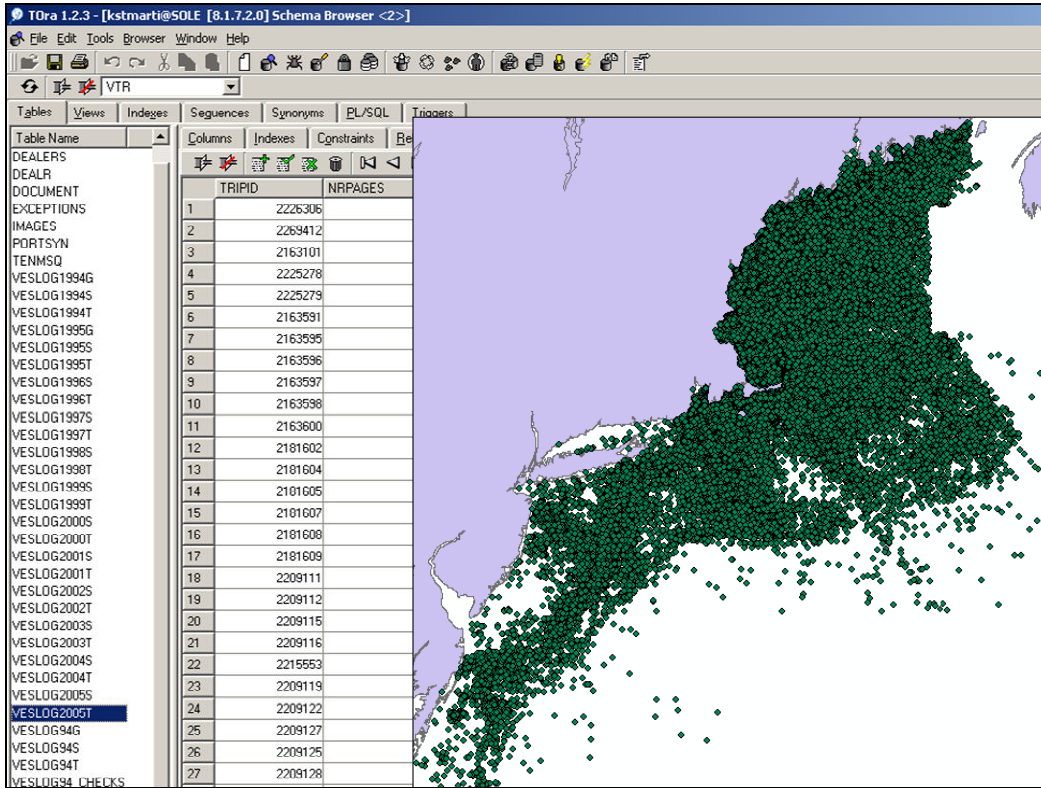 TOra 1.2.3 - [kstmarti@SOLE [8.1.7.2.0] Schema Browser <2>]
File Edit Tools Browser Window Help
VTR
Tables Views Indexes Sequences Synonyms PL/SQL Triggers
Table Name
DEALERS
DEALR
DOCUMENT
EXCEPTIONS
IMAGES
PORTSYN
TENMSQ
VESLOG1994G
VESLOG1994S
VESLOG1994T
VESLOG1995G
VESLOG1995S
VESLOG1995T
VESLOG1996S
VESLOG1996T
VESLOG1997S
VESLOG1997T
VESLOG1998S
VESLOG1998T
VESLOG1999S
VESLOG1999T
VESLOG2000S
VESLOG2000T
VESLOG2001S
VESLOG2001T
VESLOG2002S
VESLOG2002T
VESLOG2003S
VESLOG2003T
VESLOG2004S
VESLOG2004T
VESLOG2005S
VESLOG2005T
VESLOG94G
VESLOG94S
VESLOG94T
VESLOG94_CHECKS
Columns Indexes Constraints Re
TRIPID NRPAGES
1 2226306
2 2269412
3 2163101
4 2225278
5 2225279
6 2163591
7 2163595
8 2163596
9 2163597
10 2163598
11 2163600
12 2181602
13 2181604
14 2181605
15 2181607
16 2181608
17 2181609
18 2209111
19 2209112
20 2209115
21 2209116
22 2215553
23 2209119
24 2209122
25 2209127
26 2209125
27 2209128